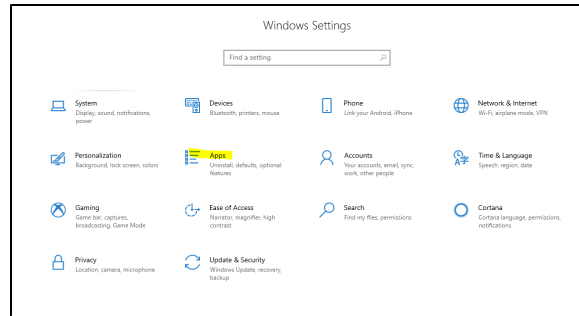 Windows Settings
Find a setting
System
Display, sound, notifications,
power
Devices
Bluetooth, printers, mouse
Phone
Link your Android, iPhone
Network & Internet
Wi-Fi, airplane mode, VPN
Personalization
Background, lock screen, colors
Apps
Uninstall, defaults, optional
features
Accounts
Your accounts, email, sync,
work, other people
Time & Language
Speech, region, date
Gaming
Game bar, captures,
broadcasting, Game Mode
Ease of Access
Narrator, magnifier, high
contrast
Search
Find my files, permissions
Cortana
Cortana language, permissions,
notifications
Privacy
Location, camera, microphone
Update & Security
Windows Update, recovery,
backup